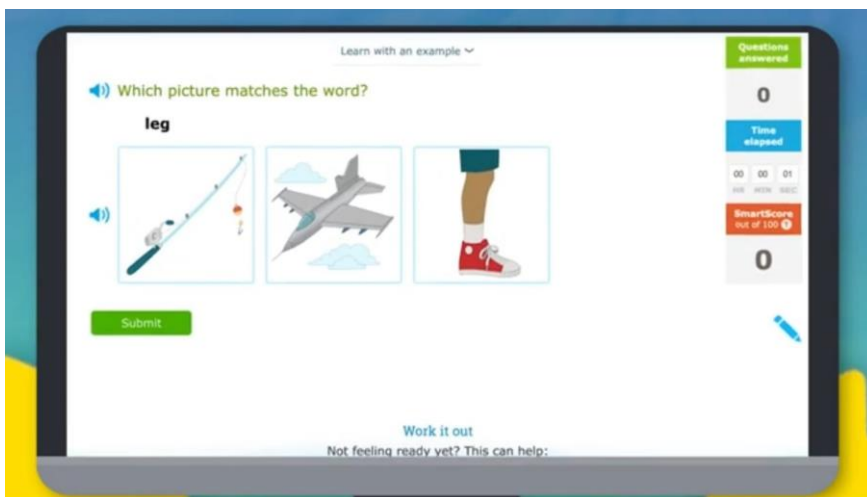 Learn with an example
Which picture matches the word?
leg
Submit
Work it out
Not feeling ready yet? This can help:
Questions
answered
0
Time
elapsed
00 00 01
HR MIN SEC
SmartScore
out of 100 ?
0